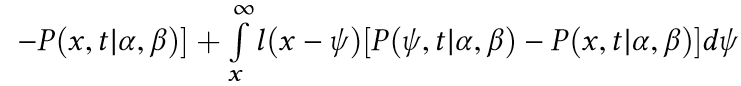 −P(x, t|α, β)] + ∫_x^∞ l(x − ψ)[P(ψ, t|α, β) − P(x, t|α, β)]dψ